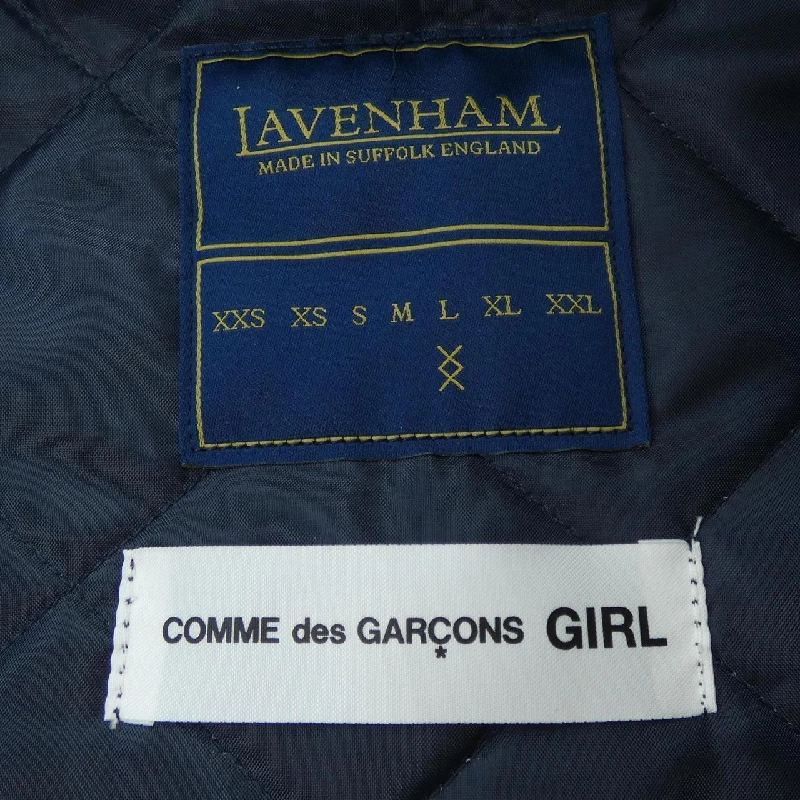 LAVENHAM
MADE IN SUFFOLK ENGLAND
XXS XS S M L XL XXL
COMME des GARÇONS GIRL
*